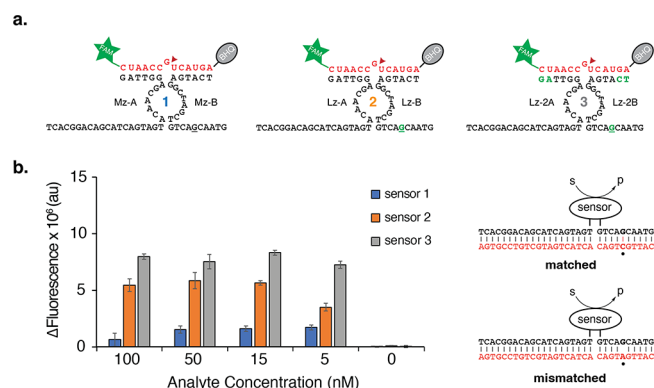 a.
FAM
BHQ
CUAACC GUCAUGA
GATTGG AGTACT
Mz-A
1
Mz-B
TCACGGACAGCATCAGTAGT GTCAGCAATG
FAM
BHQ
CUAACC GUCAUGA
GATTGG AGTACT
Lz-A
2
Lz-B
TCACGGACAGCATCAGTAGT GTCAGCAATG
FAM
BHQ
CUAACC GUCAUGA
GATTGG AGTACT
Lz-2A
3
Lz-2B
TCACGGACAGCATCAGTAGT GTCAGCAATG
b.
ΔFluorescence x 10⁶ (au)
15
10
5
0
100
50
15
5
0
Analyte Concentration (nM)
sensor 1
sensor 2
sensor 3
s
p
sensor
TCACGGACAGCATCAGTAGT GTCAGCAATG
AGTGCCTGTCGTAGTCATCA CAGTCGTTAC
matched
s
p
sensor
TCACGGACAGCATCAGTAGT GTCAGCAATG
AGTGCCTGTCGTAGTCATCA CAGTAGTTAC
mismatched